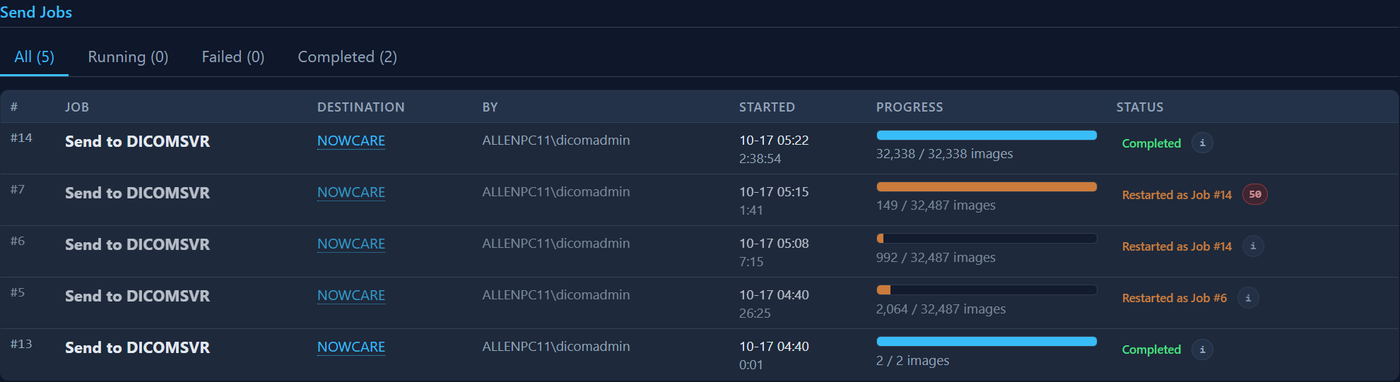 Send Jobs
All (5) Running (0) Failed (0) Completed (2)
# JOB DESTINATION BY STARTED PROGRESS STATUS
#14 Send to DICOMSVR NOWCARE ALLENPC11\dicomadmin 10-17 05:22 Completed i
2:38:54 32,338 / 32,338 images
#7 Send to DICOMSVR NOWCARE ALLENPC11\dicomadmin 10-17 05:15 Restarted as Job #14 50
1:41 149 / 32,487 images
#6 Send to DICOMSVR NOWCARE ALLENPC11\dicomadmin 10-17 05:08 Restarted as Job #14 i
7:15 992 / 32,487 images
#5 Send to DICOMSVR NOWCARE ALLENPC11\dicomadmin 10-17 04:40 Restarted as Job #6 i
26:25 2,064 / 32,487 images
#13 Send to DICOMSVR NOWCARE ALLENPC11\dicomadmin 10-17 04:40 Completed i
0:01 2 / 2 images